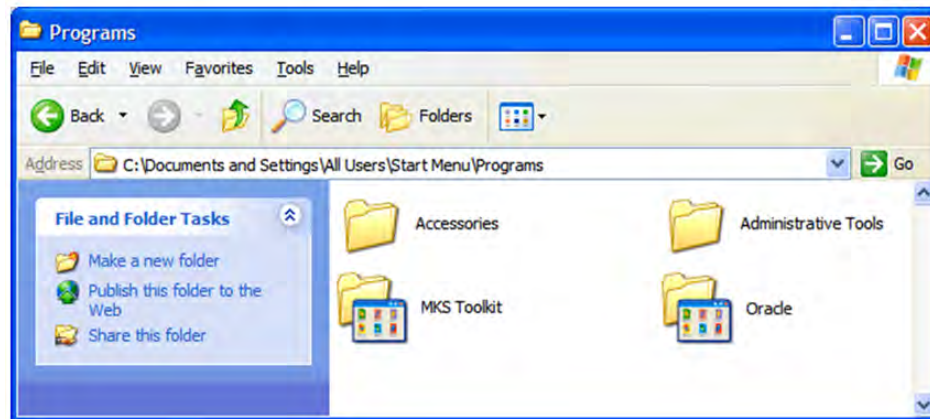 Programs
File Edit View Favorites Tools Help
Back Search Folders
Address C:\Documents and Settings\All Users\Start Menu\Programs Go
File and Folder Tasks
Make a new folder
Publish this folder to the
Web
Share this folder
Accessories Administrative Tools
MKS Toolkit Oracle